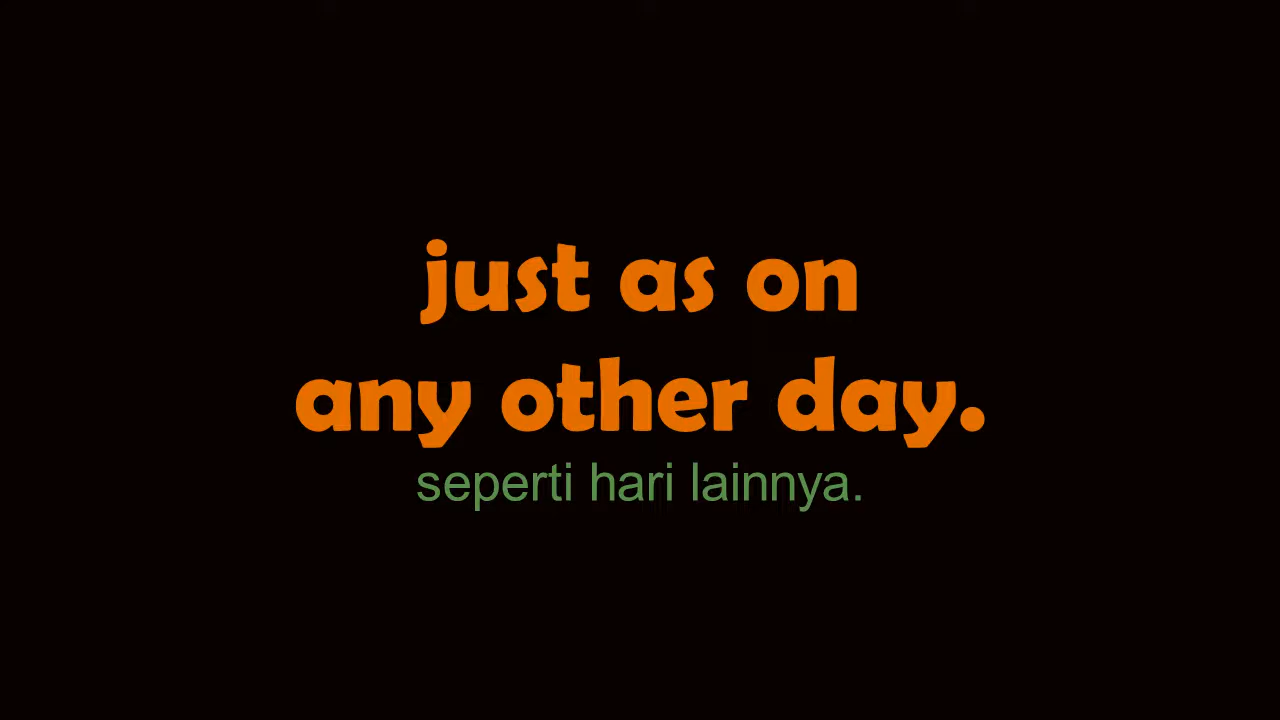 just as on
any other day.
seperti hari lainnya.